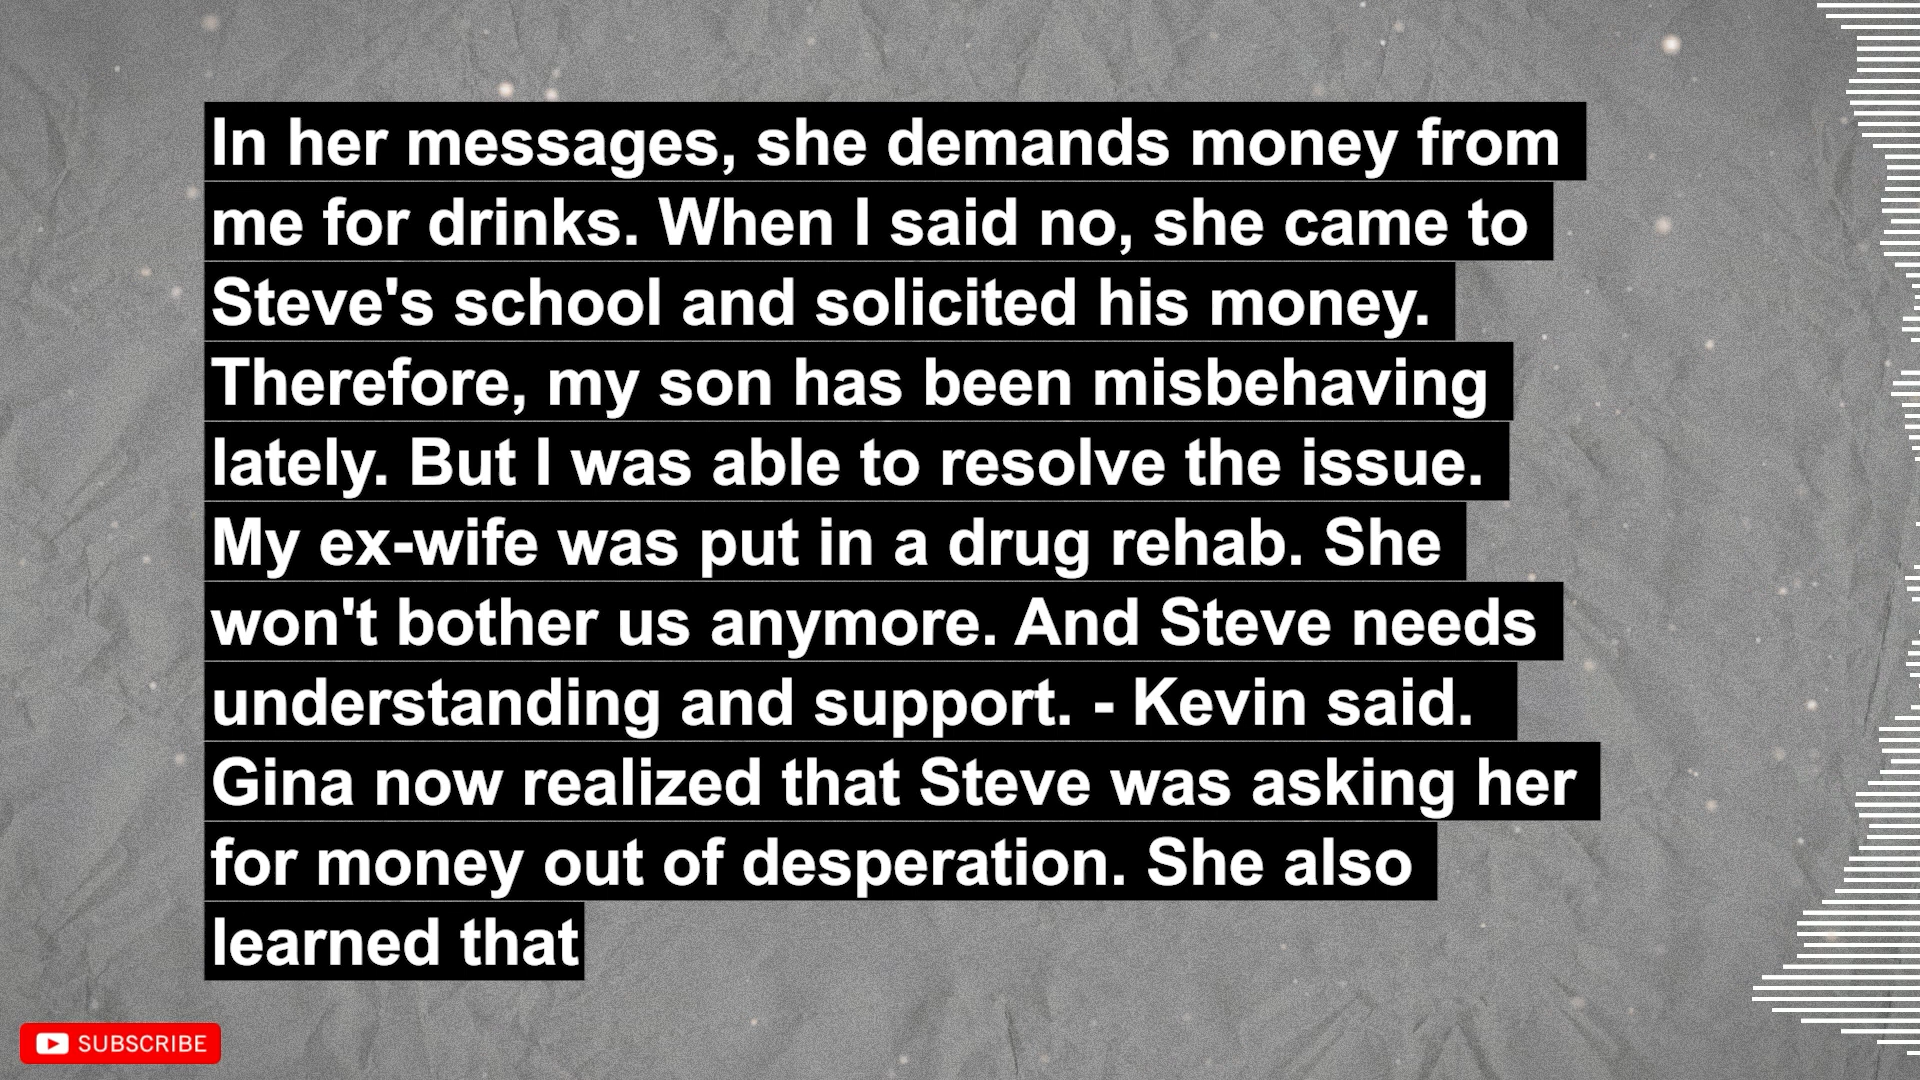 In her messages, she demands money from
me for drinks. When I said no, she came to
Steve's school and solicited his money.
Therefore, my son has been misbehaving
lately. But I was able to resolve the issue.
My ex-wife was put in a drug rehab. She
won't bother us anymore. And Steve needs
understanding and support. - Kevin said.
Gina now realized that Steve was asking her
for money out of desperation. She also
learned that
SUBSCRIBE